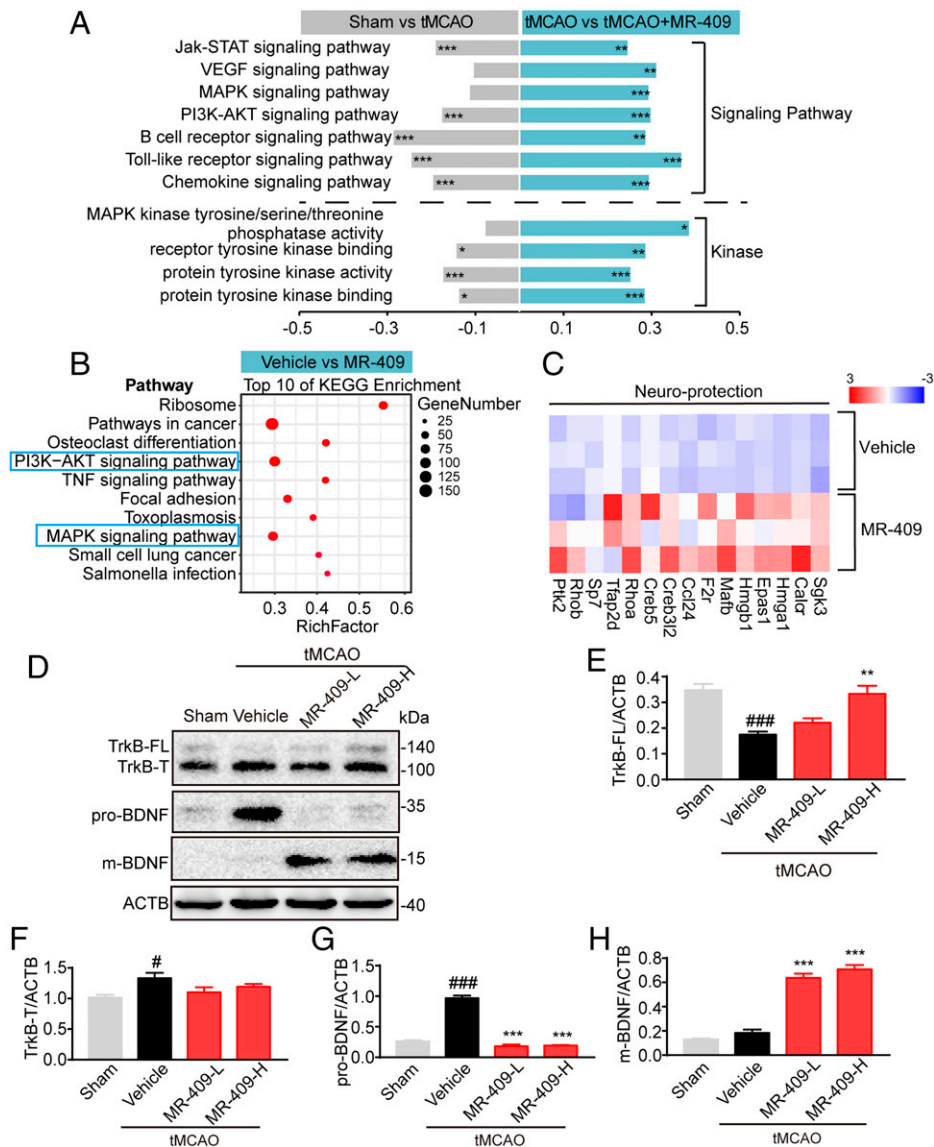 A
Sham vs tMCAO
tMCAO vs tMCAO+MR-409
Jak-STAT signaling pathway
***
**
VEGF signaling pathway
**
MAPK signaling pathway
***
PI3K-AKT signaling pathway
***
***
B cell receptor signaling pathway
***
**
Toll-like receptor signaling pathway
***
***
Chemokine signaling pathway
***
***
Signaling Pathway
MAPK kinase tyrosine/serine/threonine
phosphatase activity
*
receptor tyrosine kinase binding
*
**
protein tyrosine kinase activity
***
***
protein tyrosine kinase binding
*
***
Kinase
-0.5 -0.3 -0.1 0.1 0.3 0.5
B
Vehicle vs MR-409
Pathway
Top 10 of KEGG Enrichment
Ribosome
Pathways in cancer
Osteoclast differentiation
PI3K-AKT signaling pathway
TNF signaling pathway
Focal adhesion
Toxoplasmosis
MAPK signaling pathway
Small cell lung cancer
Salmonella infection
0.3 0.4 0.5 0.6
RichFactor
GeneNumber
25
50
75
100
125
150
C
3
-3
Neuro-protection
Vehicle
MR-409
Ptk2
Rhob
Sp7
Tfap2d
Rhoa
Creb5
Creb3l2
Ccl24
F2r
Mafb
Hmgb1
Epas1
Hmga1
Calcr
Sgk3
D
tMCAO
Sham Vehicle MR-409-L MR-409-H
kDa
TrkB-FL
-140
TrkB-T
-100
pro-BDNF
-35
m-BDNF
-15
ACTB
-40
E
TrkB-FL/ACTB
0.4
0.3
0.2
0.1
0.0
###
**
Sham
Vehicle
MR-409-L
MR-409-H
tMCAO
F
TrkB-T/ACTB
1.5
1.0
0.5
0.0
#
Sham
Vehicle
MR-409-L
MR-409-H
tMCAO
G
pro-BDNF/ACTB
1.5
1.0
0.5
0
###
***
***
Sham
Vehicle
MR-409-L
MR-409-H
tMCAO
H
m-BDNF/ACTB
0.8
0.6
0.4
0.2
0.0
***
***
Sham
Vehicle
MR-409-L
MR-409-H
tMCAO